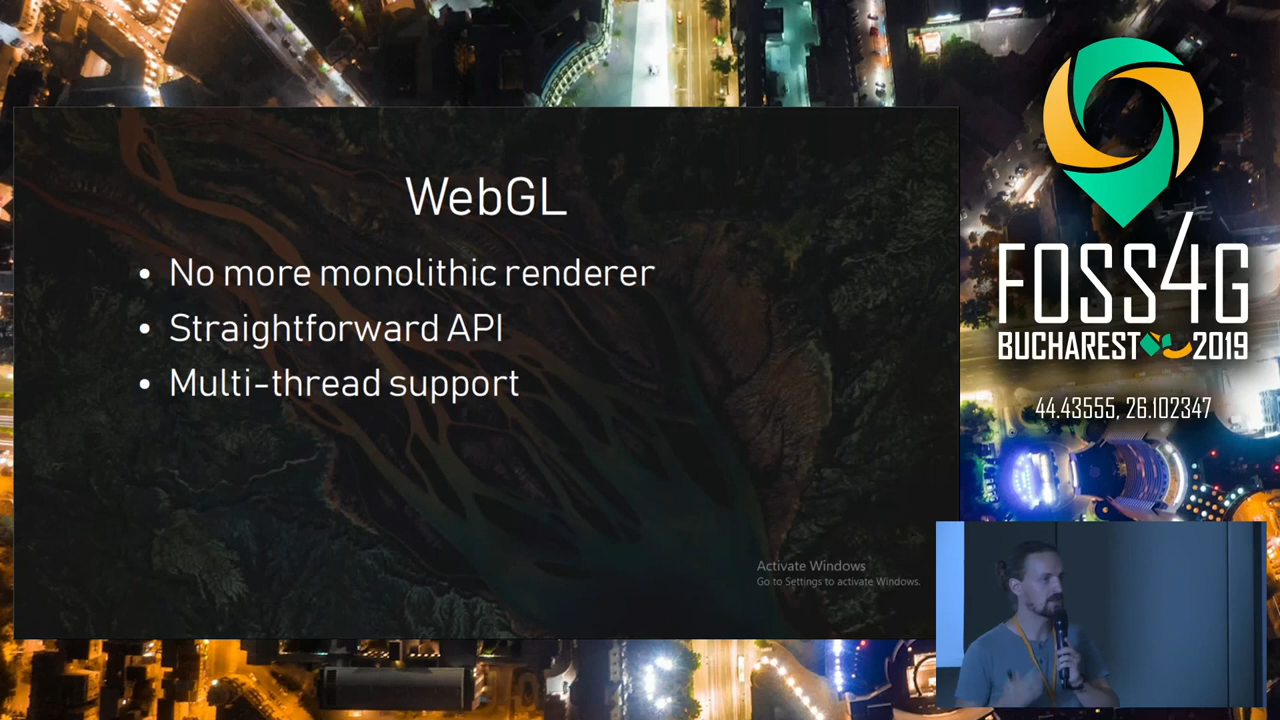 WebGL
• No more monolithic renderer
• Straightforward API
• Multi-thread support
Activate Windows
Go to Settings to activate Windows.
FOSS4G
BUCHAREST 2019
44.43555, 26.102347